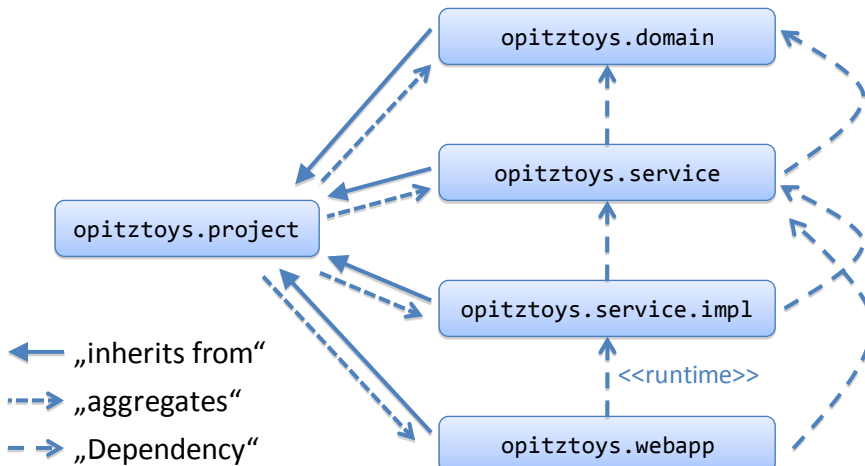 opitztoys.domain
opitztoys.service
opitztoys.project
opitztoys.service.impl
„inherits from“
<<runtime>>
„aggregates“
„Dependency“
opitztoys.webapp